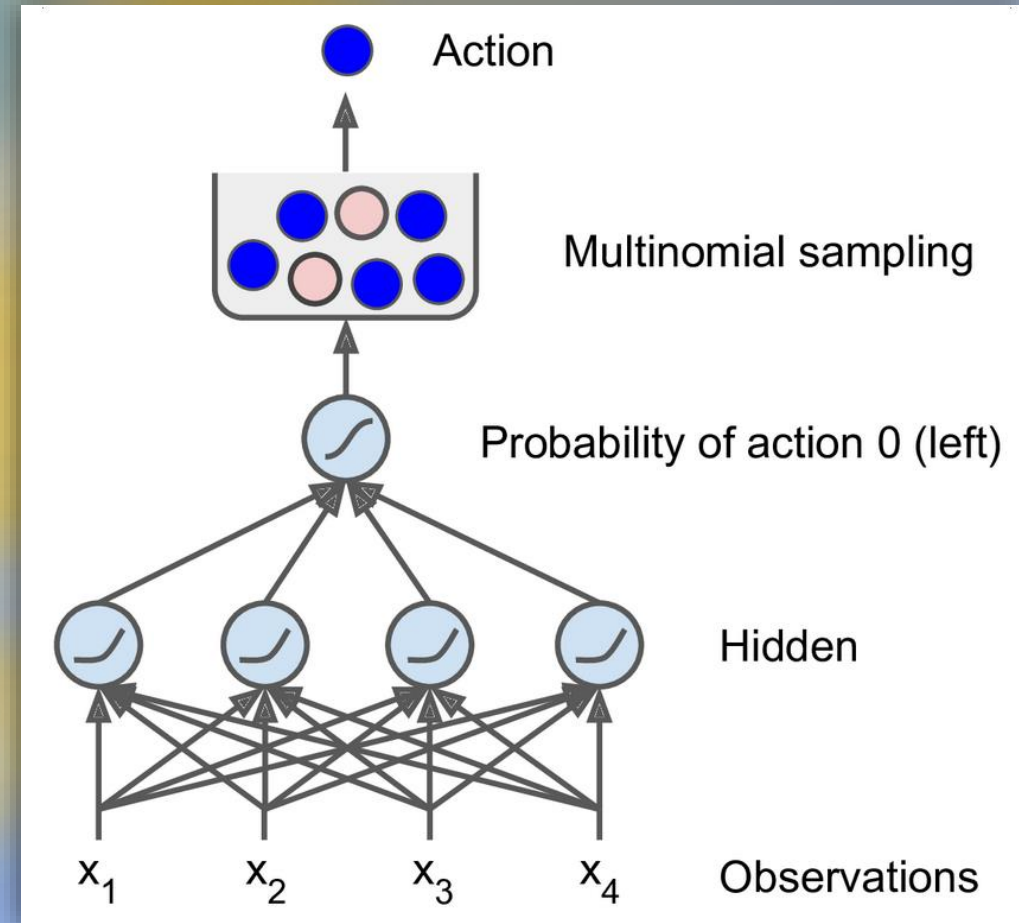 Action
Multinomial sampling
Probability of action 0 (left)
Hidden
x₁ x₂ x₃ x₄ Observations